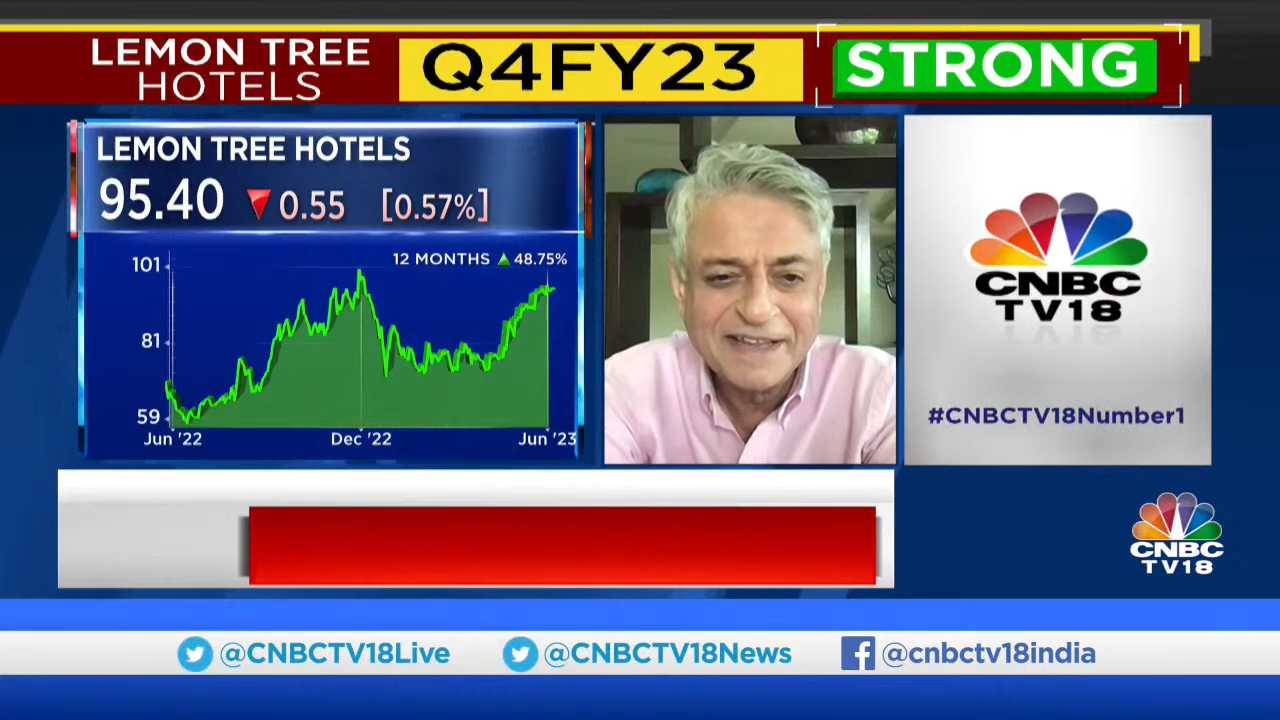 LEMON TREE
HOTELS
Q4FY23
STRONG
LEMON TREE HOTELS
95.40 ▼ 0.55 [0.57%]
12 MONTHS ▲ 48.75%
101
81
59
Jun '22 Dec '22 Jun '23
CNBC
TV18
#CNBCTV18Number1
CNBC
TV18
@CNBCTV18Live @CNBCTV18News @cnbctv18india